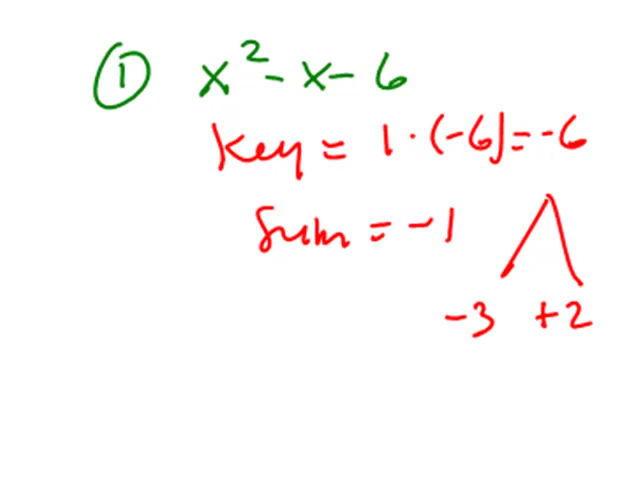 ① x² - x - 6
Key = 1 · (-6) = -6
Sum = -1
-3 +2